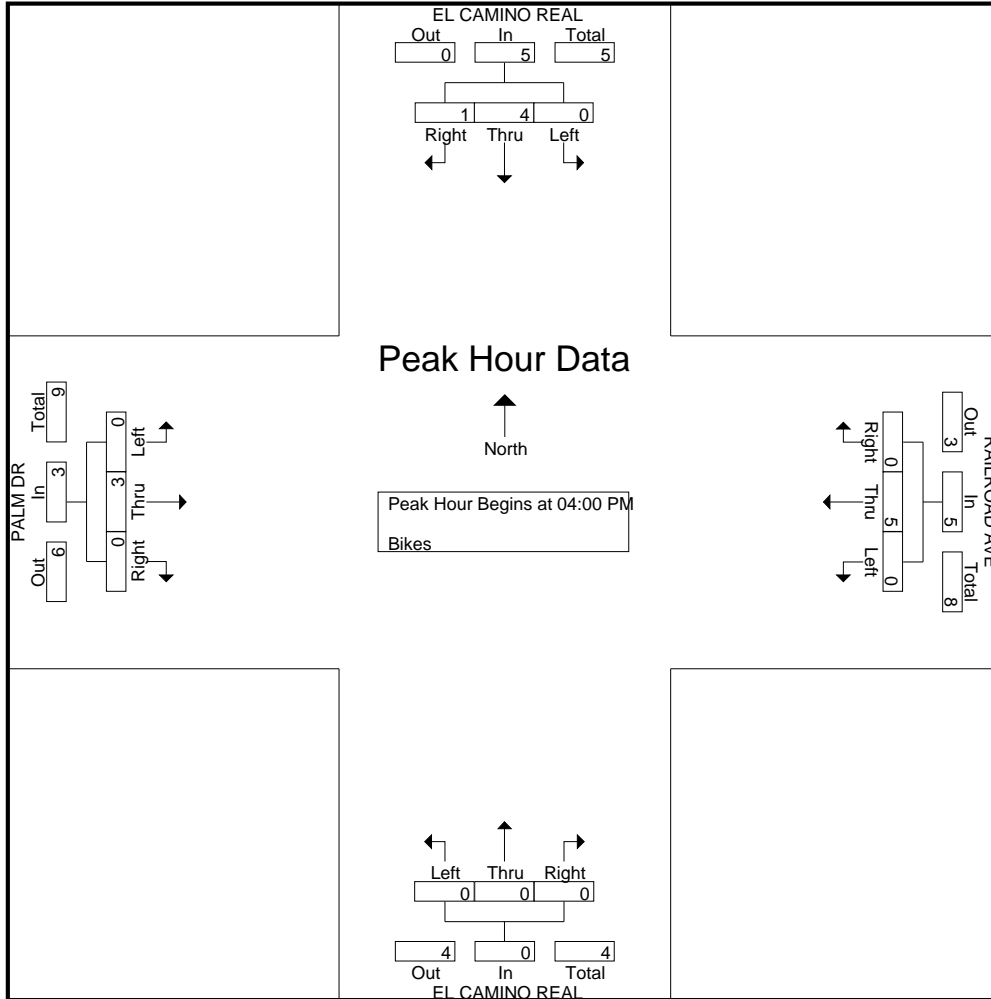 EL CAMINO REAL
Out In Total
0 5 5
1 4 0
Right Thru Left
Peak Hour Data
North
Peak Hour Begins at 04:00 PM
Bikes
PALM DR
Out In Total
6 3 9
Right Thru Left
0 3 0
RAILROAD AVE
Out In Total
3 5 8
Right Thru Left
0 5 0
Left Thru Right
0 0 0
4 0 4
Out In Total
EL CAMINO REAL